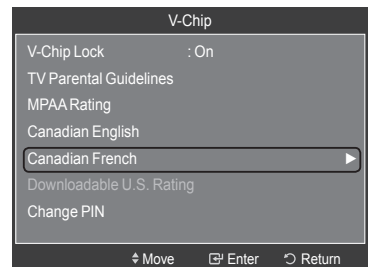 V-Chip
V-Chip Lock : On
TV Parental Guidelines
MPAA Rating
Canadian English
Canadian French
Downloadable U.S. Rating
Change PIN
Move Enter Return